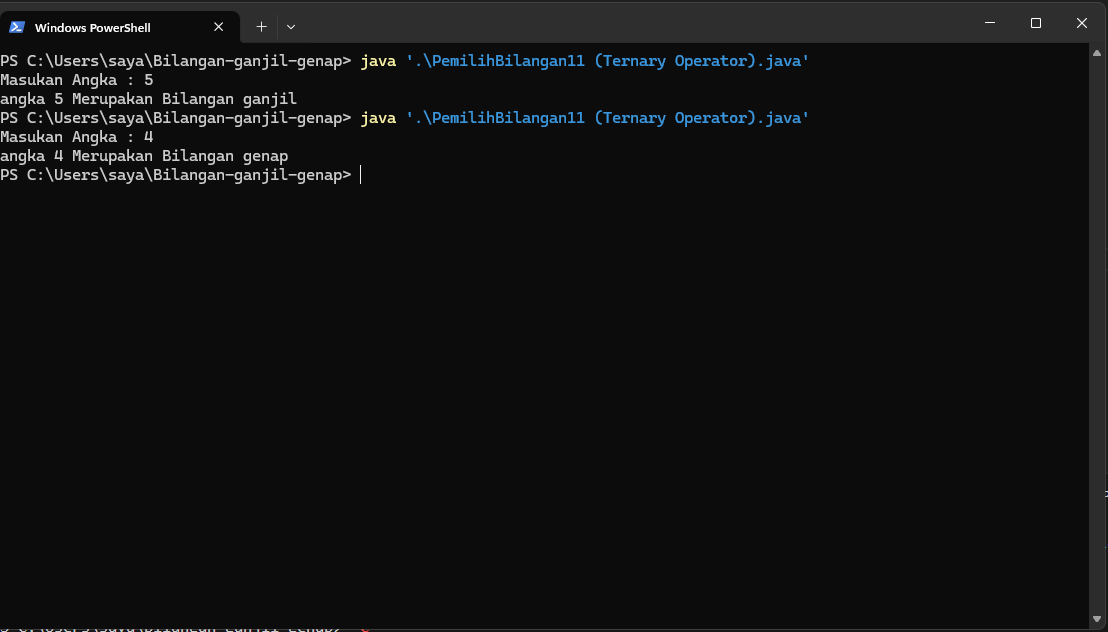 Windows PowerShell
PS C:\Users\saya\Bilangan-ganjil-genap> java '.\PemilihBilangan11 (Ternary Operator).java'
Masukan Angka : 5
angka 5 Merupakan Bilangan ganjil
PS C:\Users\saya\Bilangan-ganjil-genap> java '.\PemilihBilangan11 (Ternary Operator).java'
Masukan Angka : 4
angka 4 Merupakan Bilangan genap
PS C:\Users\saya\Bilangan-ganjil-genap>